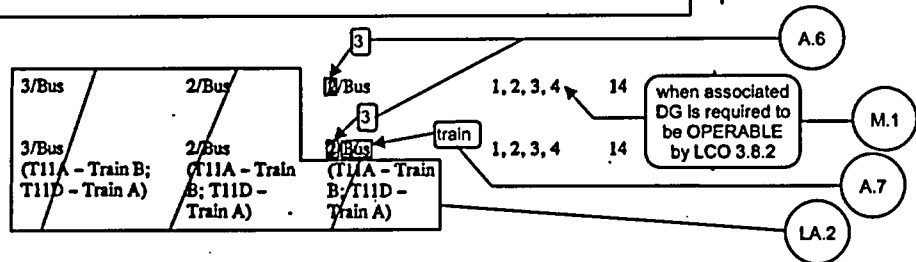 3
A.6
3/Bus 2/Bus 2/Bus 1, 2, 3, 4 14
when associated
DG is required to
be OPERABLE
by LCO 3.8.2
M.1
3
train
3/Bus 2/Bus 2/Bus 1, 2, 3, 4 14
(T11A – Train B; (T11A – Train (T11A – Train
T11D – Train A) B; T11D – B; T11D –
Train A) Train A)
A.7
LA.2